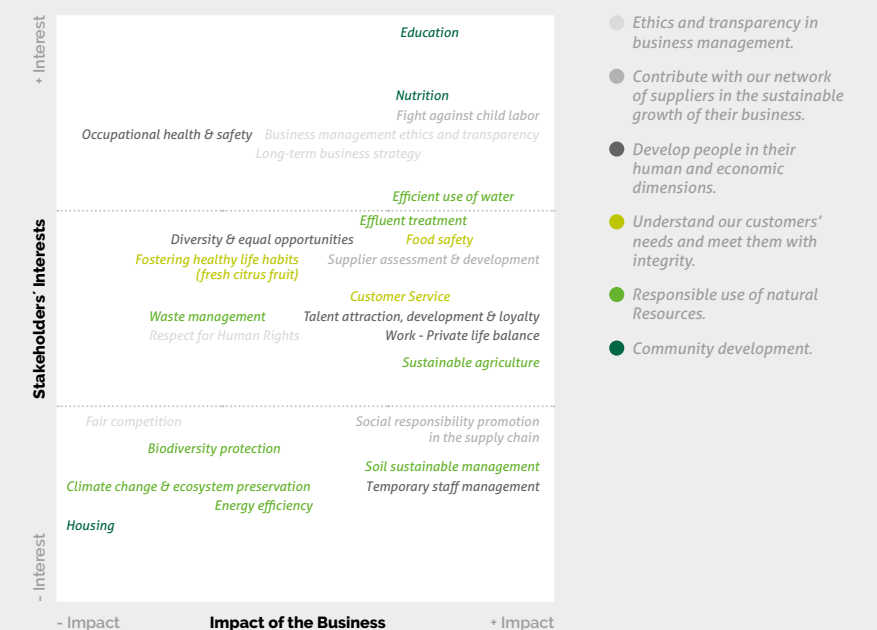 + Interest
Stakeholders´ Interests
- Interest
Education
Nutrition
Fight against child labor
Occupational health & safety
Business management ethics and transparency
Long-term business strategy
Efficient use of water
Effluent treatment
Diversity & equal opportunities
Food safety
Fostering healthy life habits
(fresh citrus fruit)
Supplier assessment & development
Customer Service
Waste management
Talent attraction, development & loyalty
Respect for Human Rights
Work - Private life balance
Sustainable agriculture
Fair competition
Social responsibility promotion
in the supply chain
Biodiversity protection
Soil sustainable management
Climate change & ecosystem preservation
Temporary staff management
Energy efficiency
Housing
- Impact
Impact of the Business
+ Impact
Ethics and transparency in
business management.
Contribute with our network
of suppliers in the sustainable
growth of their business.
Develop people in their
human and economic
dimensions.
Understand our customers’
needs and meet them with
integrity.
Responsible use of natural
Resources.
Community development.